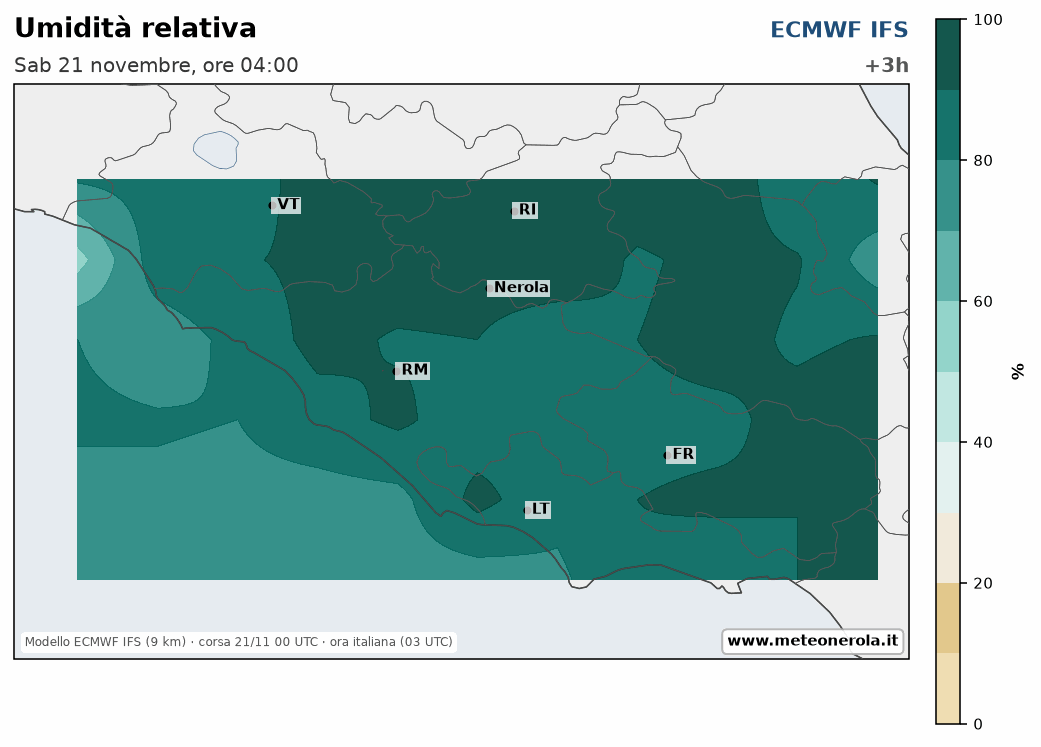 Umidità relativa
ECMWF IFS
Sab 21 novembre, ore 04:00
+3h
100
80
60
40
20
0
%
VT
RI
Nerola
RM
FR
LT
Modello ECMWF IFS (9 km) · corsa 21/11 00 UTC · ora italiana (03 UTC)
www.meteonerola.it